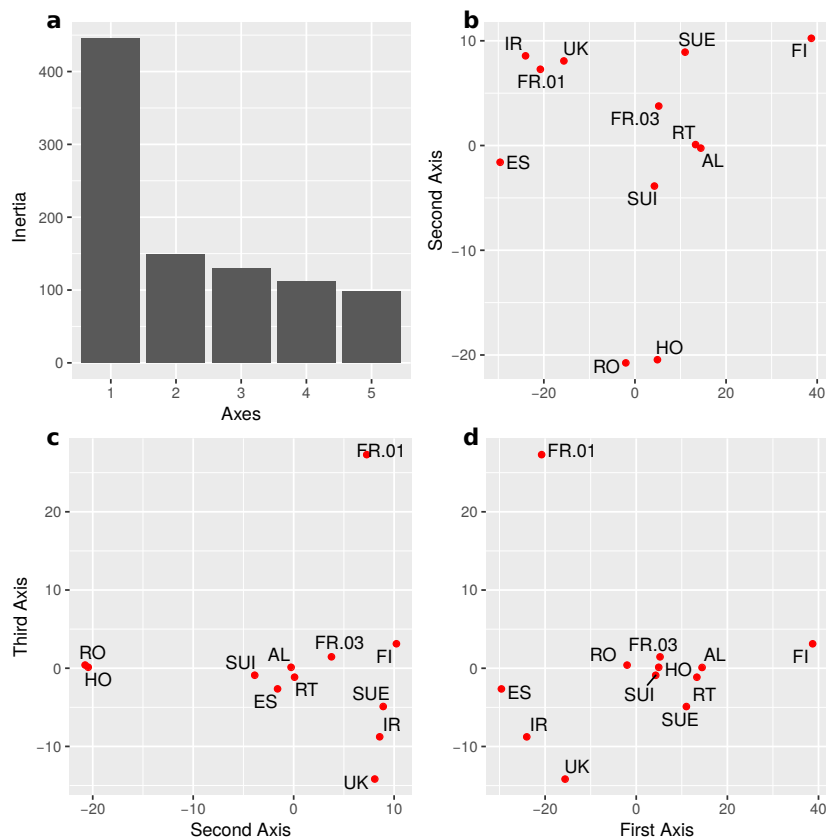 a
Inertia
400
300
200
100
0
1 2 3 4 5
Axes
b
Second Axis
10
0
−10
−20
IR
FR.01
UK
SUE
FI
FR.03
RT
AL
ES
SUI
RO
HO
−20 0 20 40
c
Third Axis
20
10
0
−10
FR.01
RO
HO
SUI
AL
ES
RT
FR.03
FI
SUE
IR
UK
−20 −10 0 10
Second Axis
d
20
10
0
−10
FR.01
RO
FR.03
AL
FI
HO
SUI
RT
ES
SUE
IR
UK
−20 0 20 40
First Axis